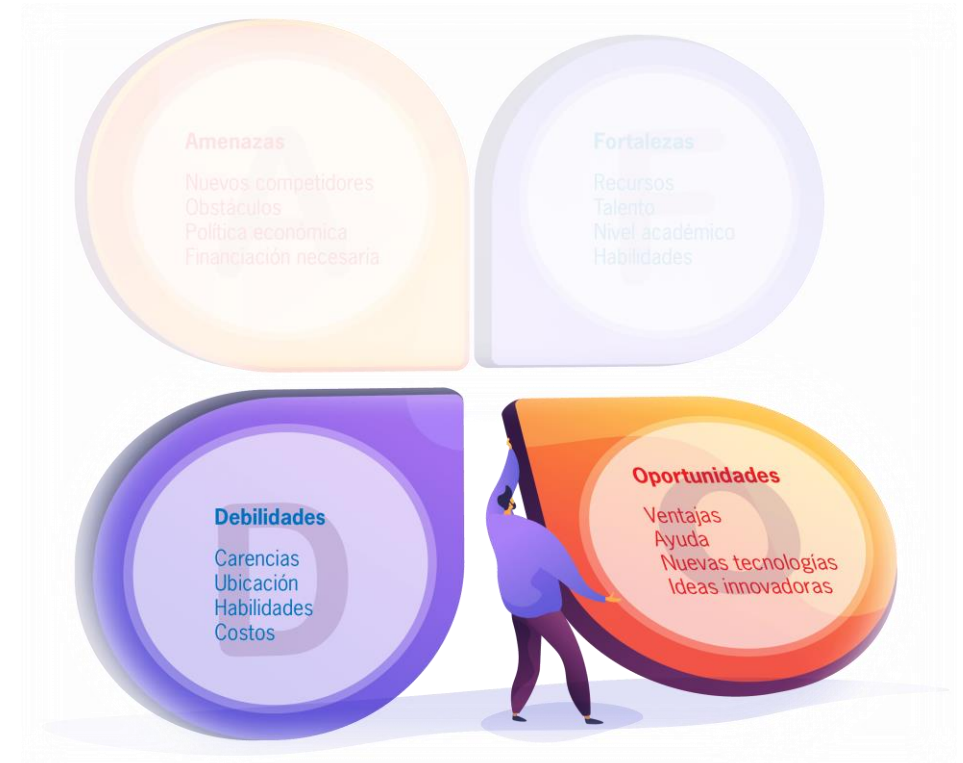 A
Amenazas
Nuevos competidores
Obstáculos
Política económica
Financiación necesaria
F
Fortalezas
Recursos
Talento
Nivel académico
Habilidades
D
Debilidades
Carencias
Ubicación
Habilidades
Costos
O
Oportunidades
Ventajas
Ayuda
Nuevas tecnologías
Ideas innovadoras